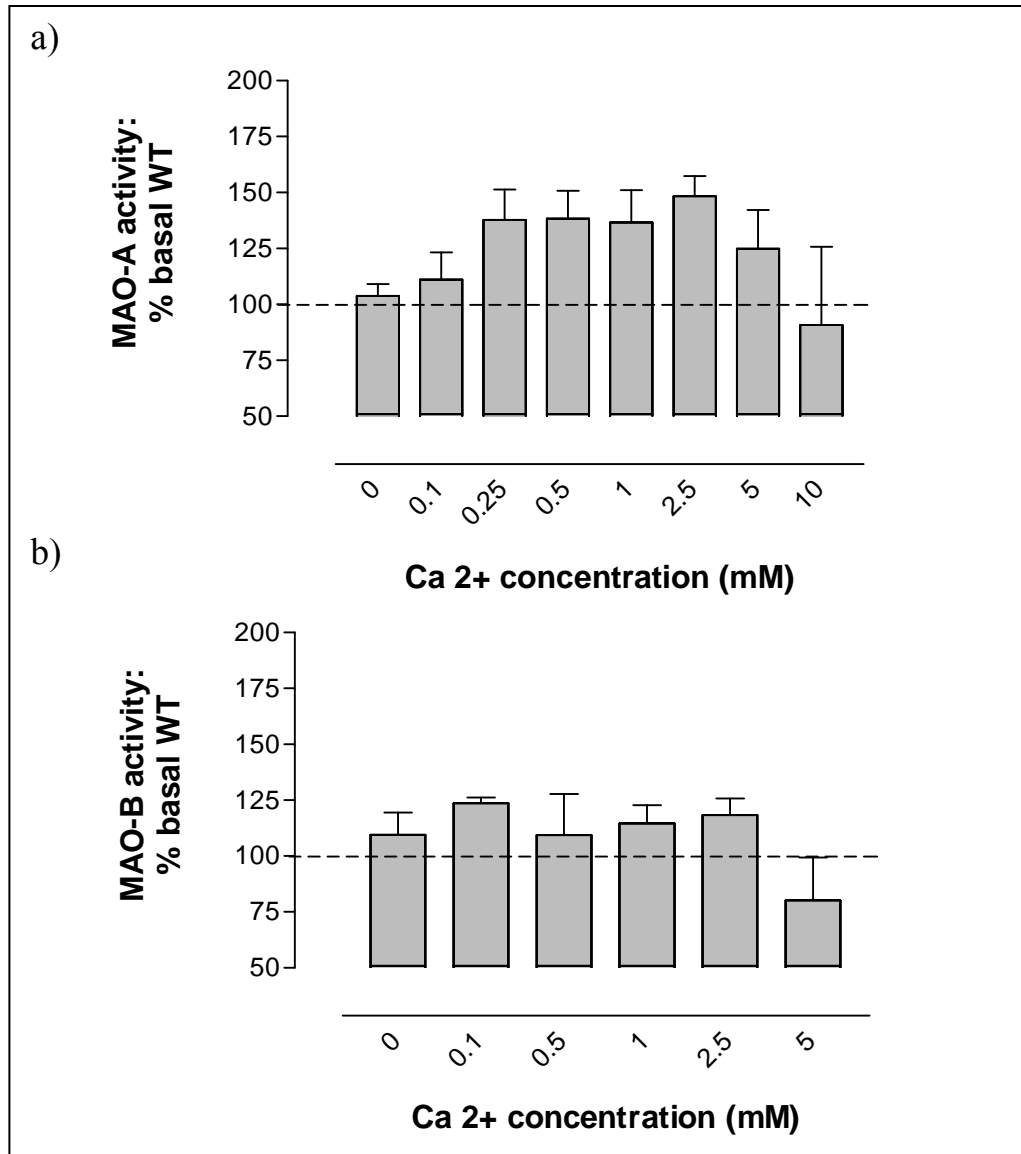 a)
MAO-A activity:
% basal WT
200
175
150
125
100
75
50
0 0.1 0.25 0.5 1 2.5 5 10
Ca 2+ concentration (mM)
b)
MAO-B activity:
% basal WT
200
175
150
125
100
75
50
0 0.1 0.5 1 2.5 5
Ca 2+ concentration (mM)